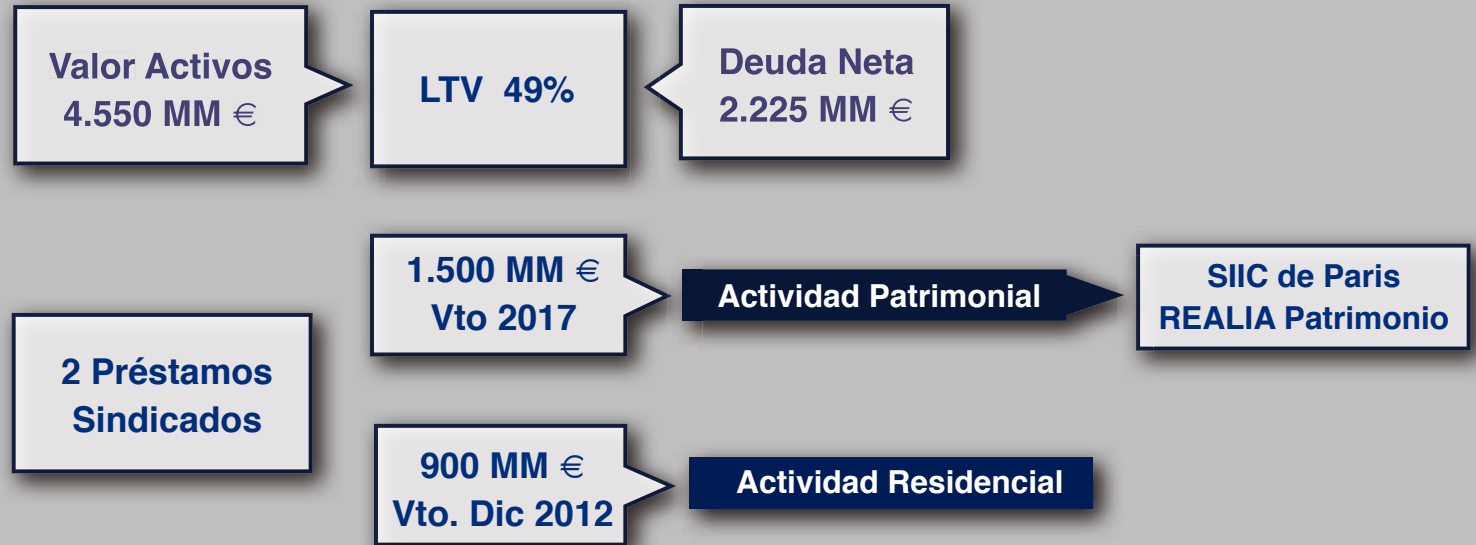 Valor Activos
4.550 MM €
LTV 49%
Deuda Neta
2.225 MM €
2 Préstamos
Sindicados
1.500 MM €
Vto 2017
Actividad Patrimonial
SIIC de Paris
REALIA Patrimonio
900 MM €
Vto. Dic 2012
Actividad Residencial